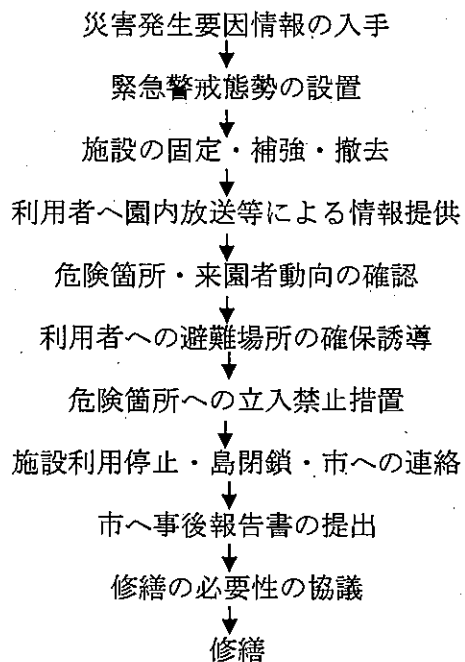 災害発生要因情報の入手
緊急警戒態勢の設置
施設の固定・補強・撤去
利用者へ園内放送等による情報提供
危険箇所・来園者動向の確認
利用者への避難場所の確保誘導
危険箇所への立入禁止措置
施設利用停止・島閉鎖・市への連絡
市へ事後報告書の提出
修繕の必要性の協議
修繕